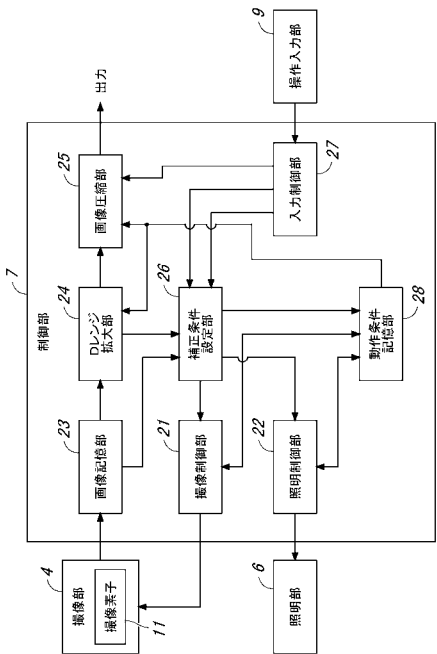 7
制御部
4
撮像部
撮像素子
11
23
画像記憶部
24
Dレンジ
拡大部
25
画像圧縮部
出力
21
撮像制御部
26
補正条件
設定部
6
照明部
22
照明制御部
27
入力制御部
9
操作入力部
28
動作条件
記憶部